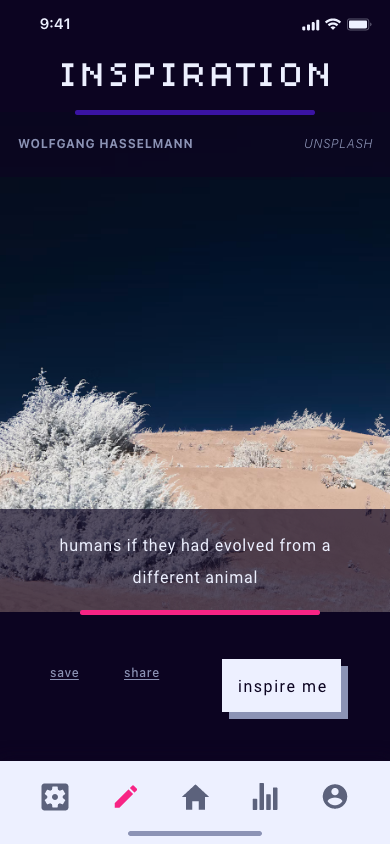 9:41
INSPIRATION
WOLFGANG HASSELMANN
UNSPLASH
humans if they had evolved from a
different animal
save
share
inspire me